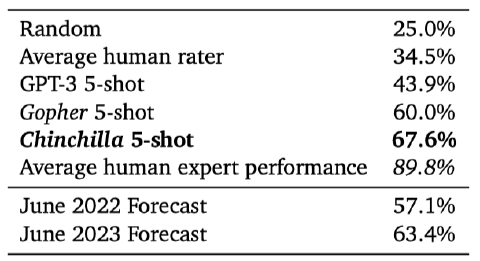 Random 25.0%
Average human rater 34.5%
GPT-3 5-shot 43.9%
Gopher 5-shot 60.0%
Chinchilla 5-shot 67.6%
Average human expert performance 89.8%
June 2022 Forecast 57.1%
June 2023 Forecast 63.4%